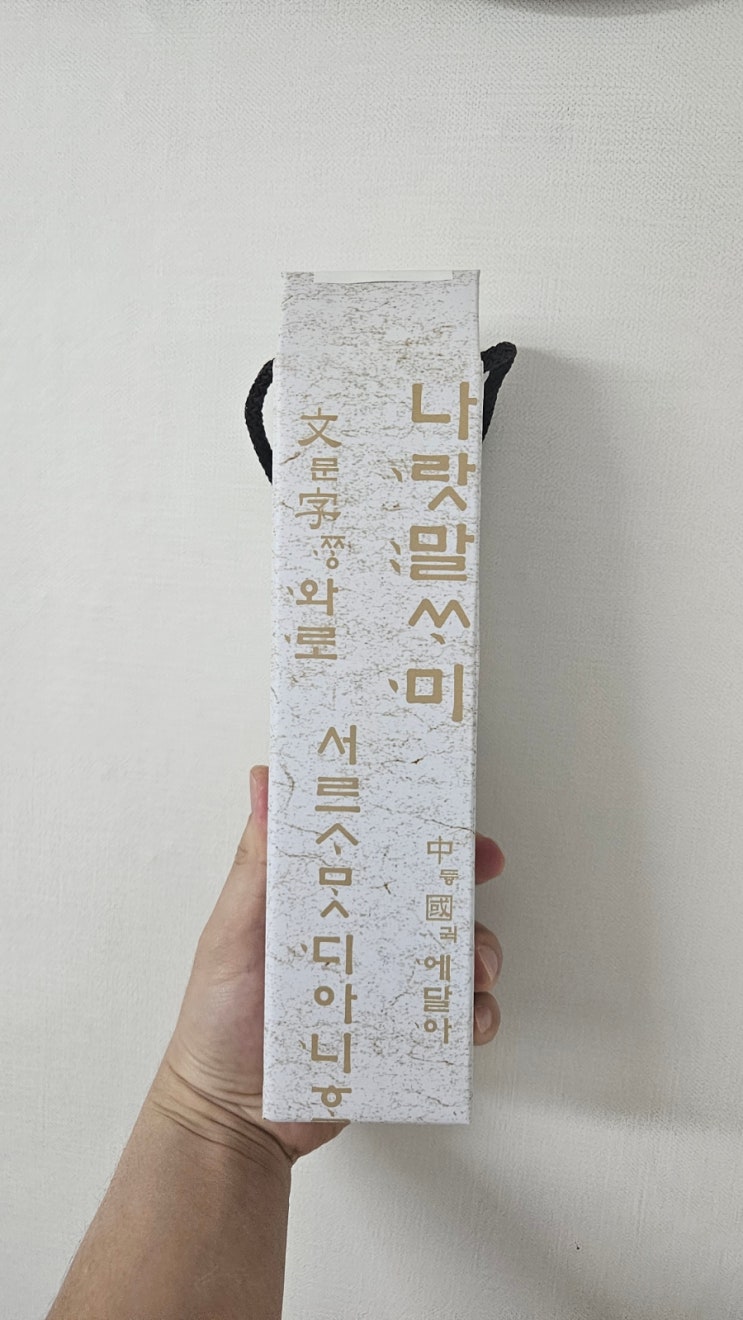 나랏말ᄊᆞ미
中듕國귁에달아
文문字ᄍᆞᆼ와로
서르ᄉᆞᄆᆞᆺ디아니